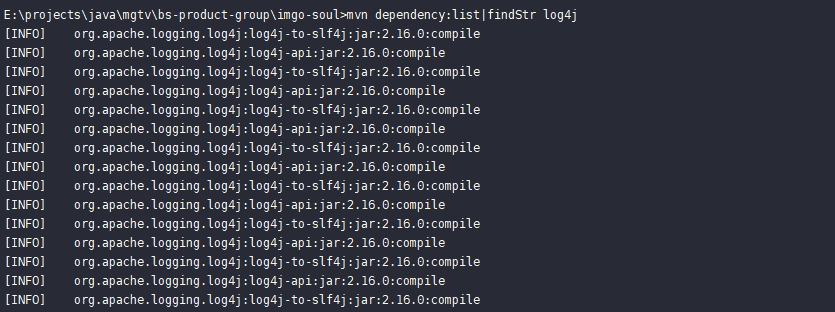 E:\projects\java\mgtv\bs-product-group\imgo-soul>mvn dependency:list|findStr log4j
[INFO]    org.apache.logging.log4j:log4j-to-slf4j:jar:2.16.0:compile
[INFO]    org.apache.logging.log4j:log4j-api:jar:2.16.0:compile
[INFO]    org.apache.logging.log4j:log4j-to-slf4j:jar:2.16.0:compile
[INFO]    org.apache.logging.log4j:log4j-api:jar:2.16.0:compile
[INFO]    org.apache.logging.log4j:log4j-to-slf4j:jar:2.16.0:compile
[INFO]    org.apache.logging.log4j:log4j-api:jar:2.16.0:compile
[INFO]    org.apache.logging.log4j:log4j-to-slf4j:jar:2.16.0:compile
[INFO]    org.apache.logging.log4j:log4j-api:jar:2.16.0:compile
[INFO]    org.apache.logging.log4j:log4j-to-slf4j:jar:2.16.0:compile
[INFO]    org.apache.logging.log4j:log4j-api:jar:2.16.0:compile
[INFO]    org.apache.logging.log4j:log4j-to-slf4j:jar:2.16.0:compile
[INFO]    org.apache.logging.log4j:log4j-api:jar:2.16.0:compile
[INFO]    org.apache.logging.log4j:log4j-to-slf4j:jar:2.16.0:compile
[INFO]    org.apache.logging.log4j:log4j-api:jar:2.16.0:compile
[INFO]    org.apache.logging.log4j:log4j-to-slf4j:jar:2.16.0:compile